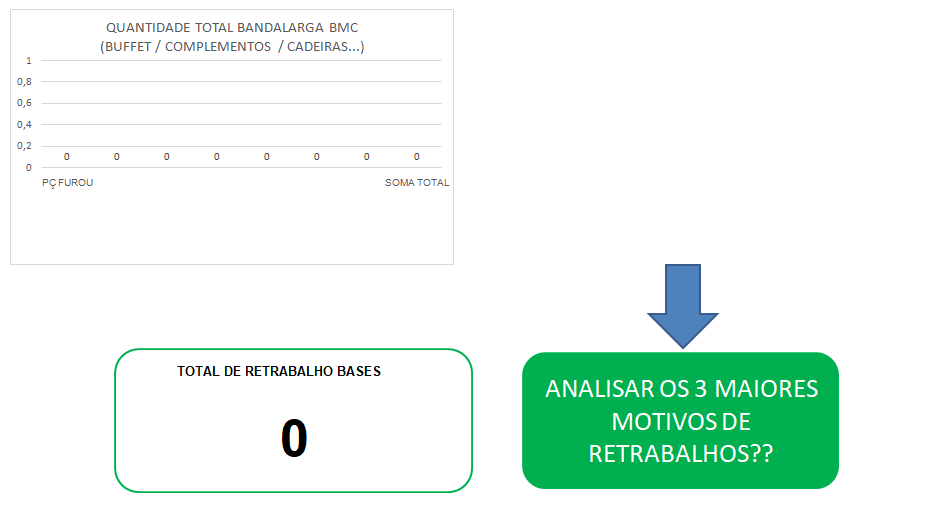 QUANTIDADE TOTAL BANDALARGA BMC
(BUFFET / COMPLEMENTOS / CADEIRAS...)
1
0,8
0,6
0,4
0,2
0
0 0 0 0 0 0 0 0
PÇ FUROU SOMA TOTAL
TOTAL DE RETRABALHO BASES
0
ANALISAR OS 3 MAIORES
MOTIVOS DE
RETRABALHOS??